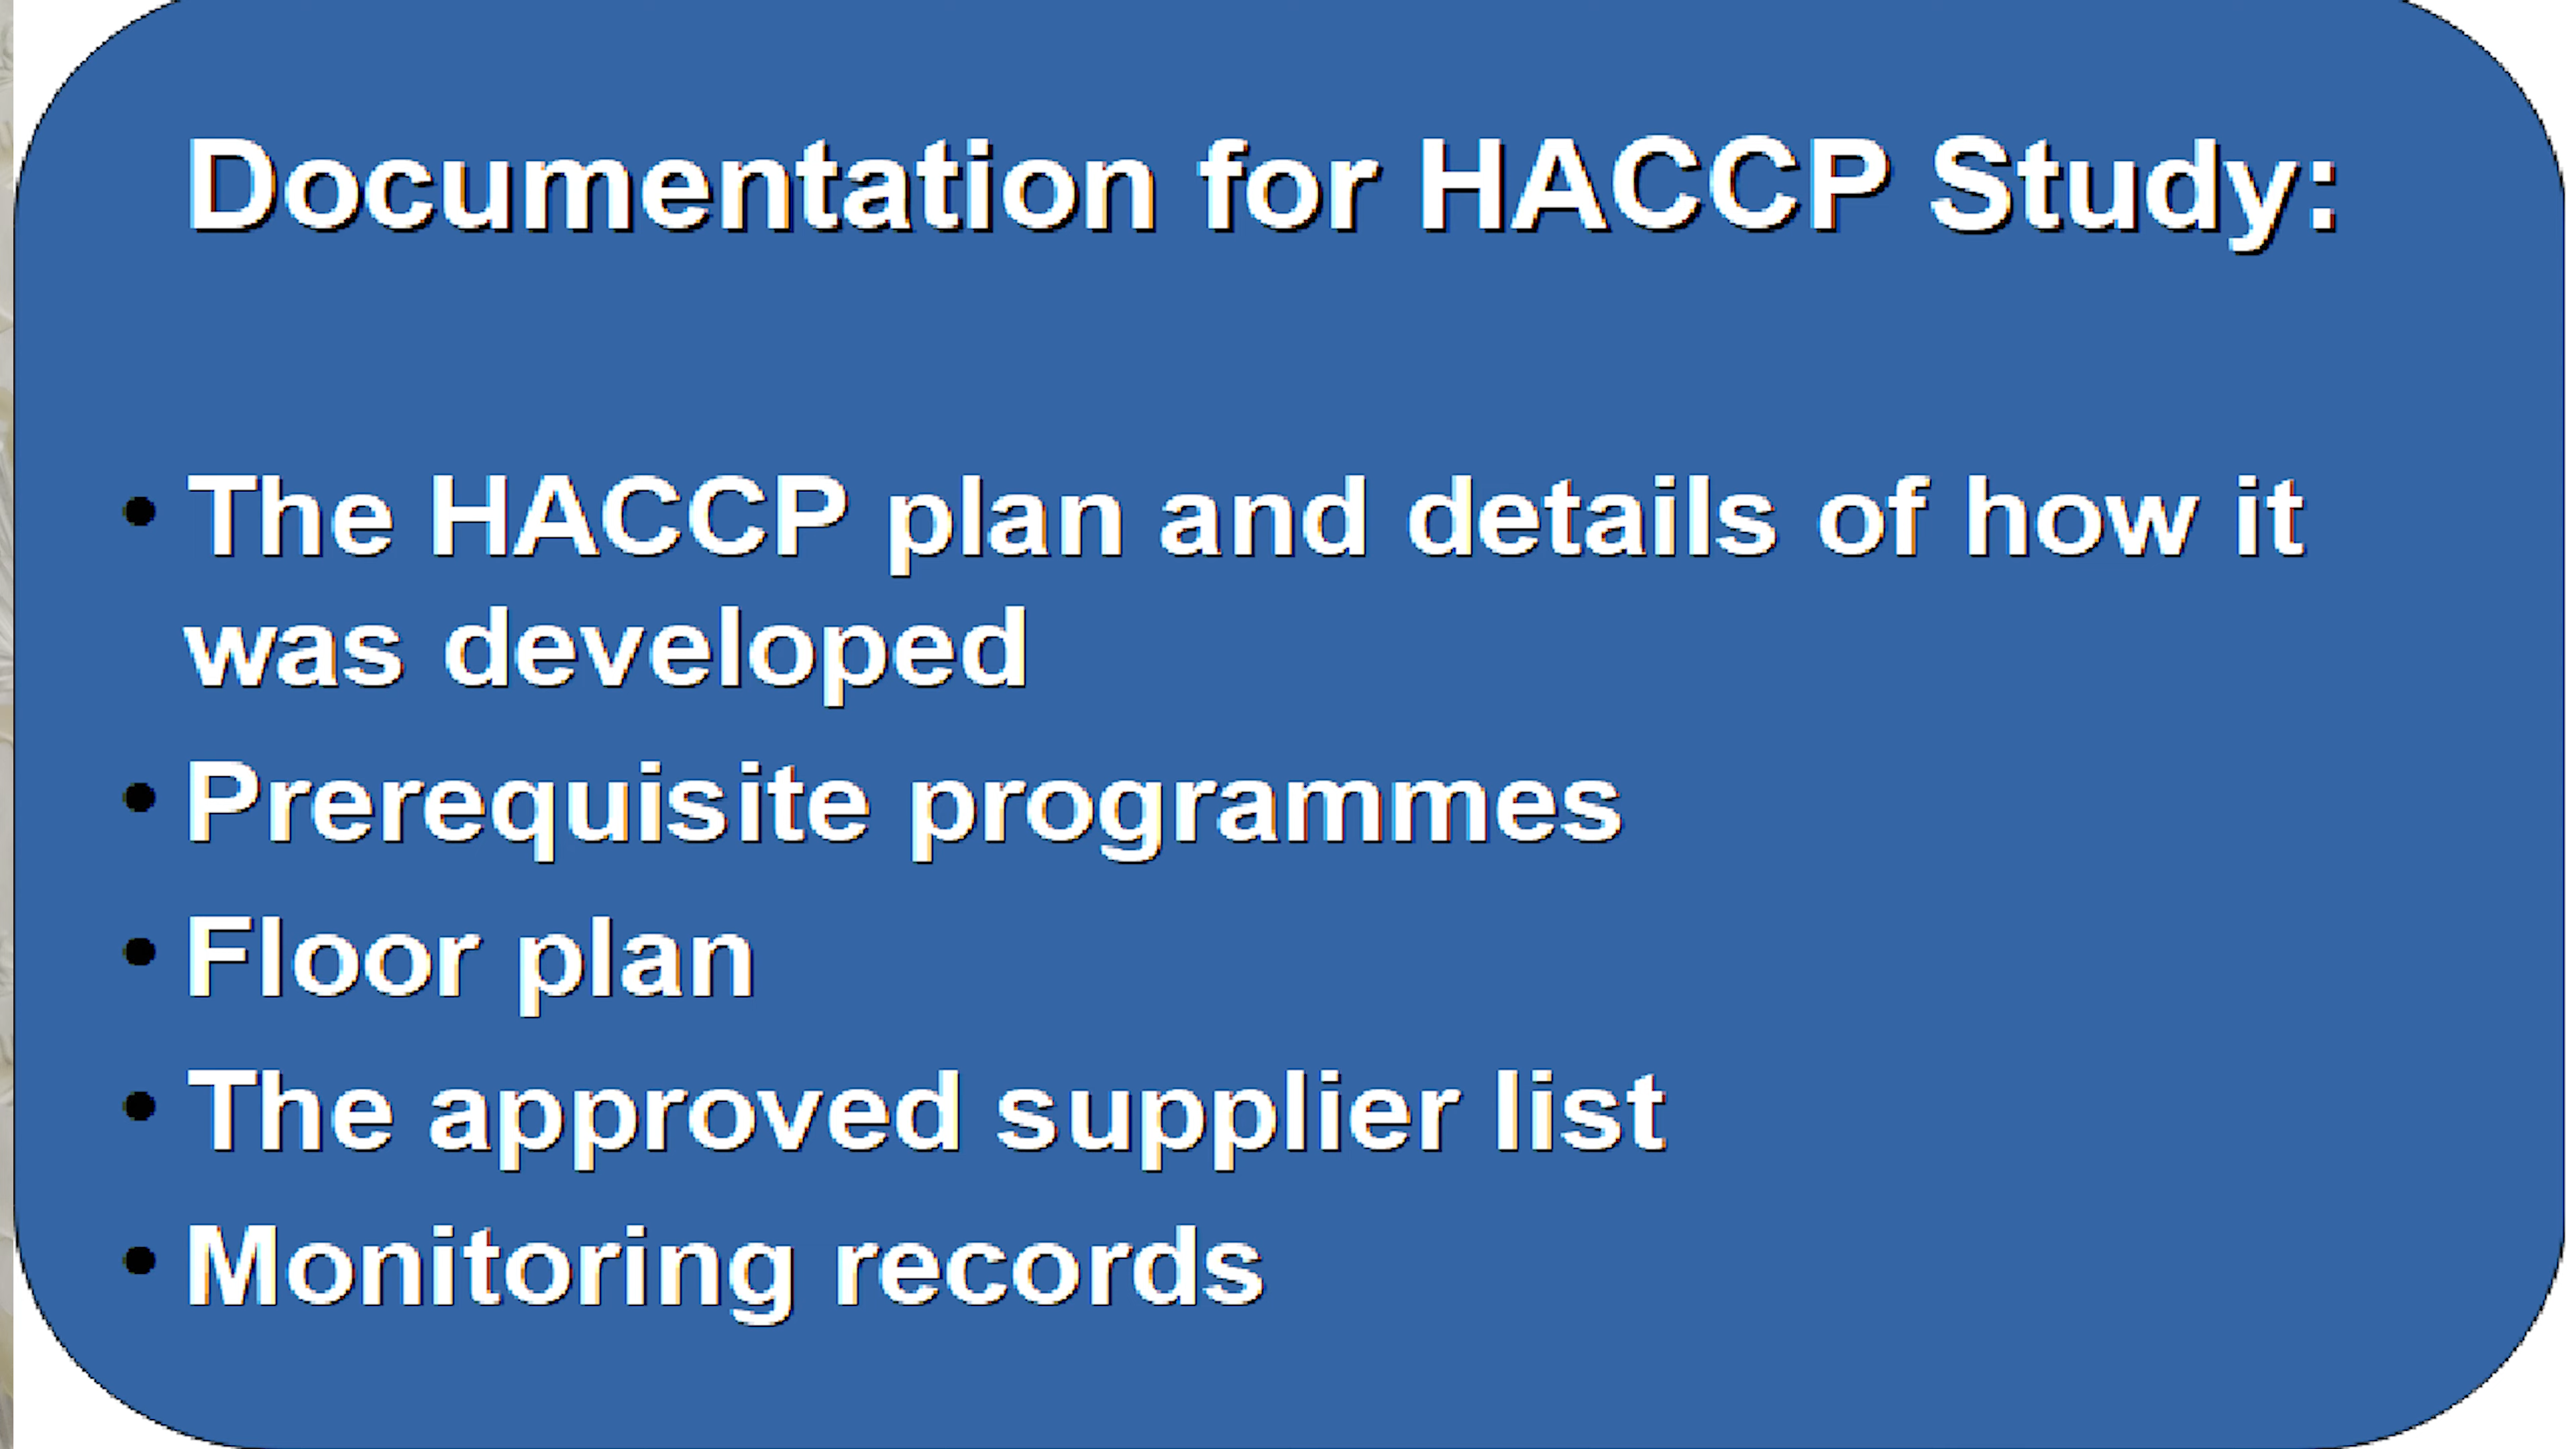 Documentation for HACCP Study:
• The HACCP plan and details of how it
was developed
• Prerequisite programmes
• Floor plan
• The approved supplier list
• Monitoring records